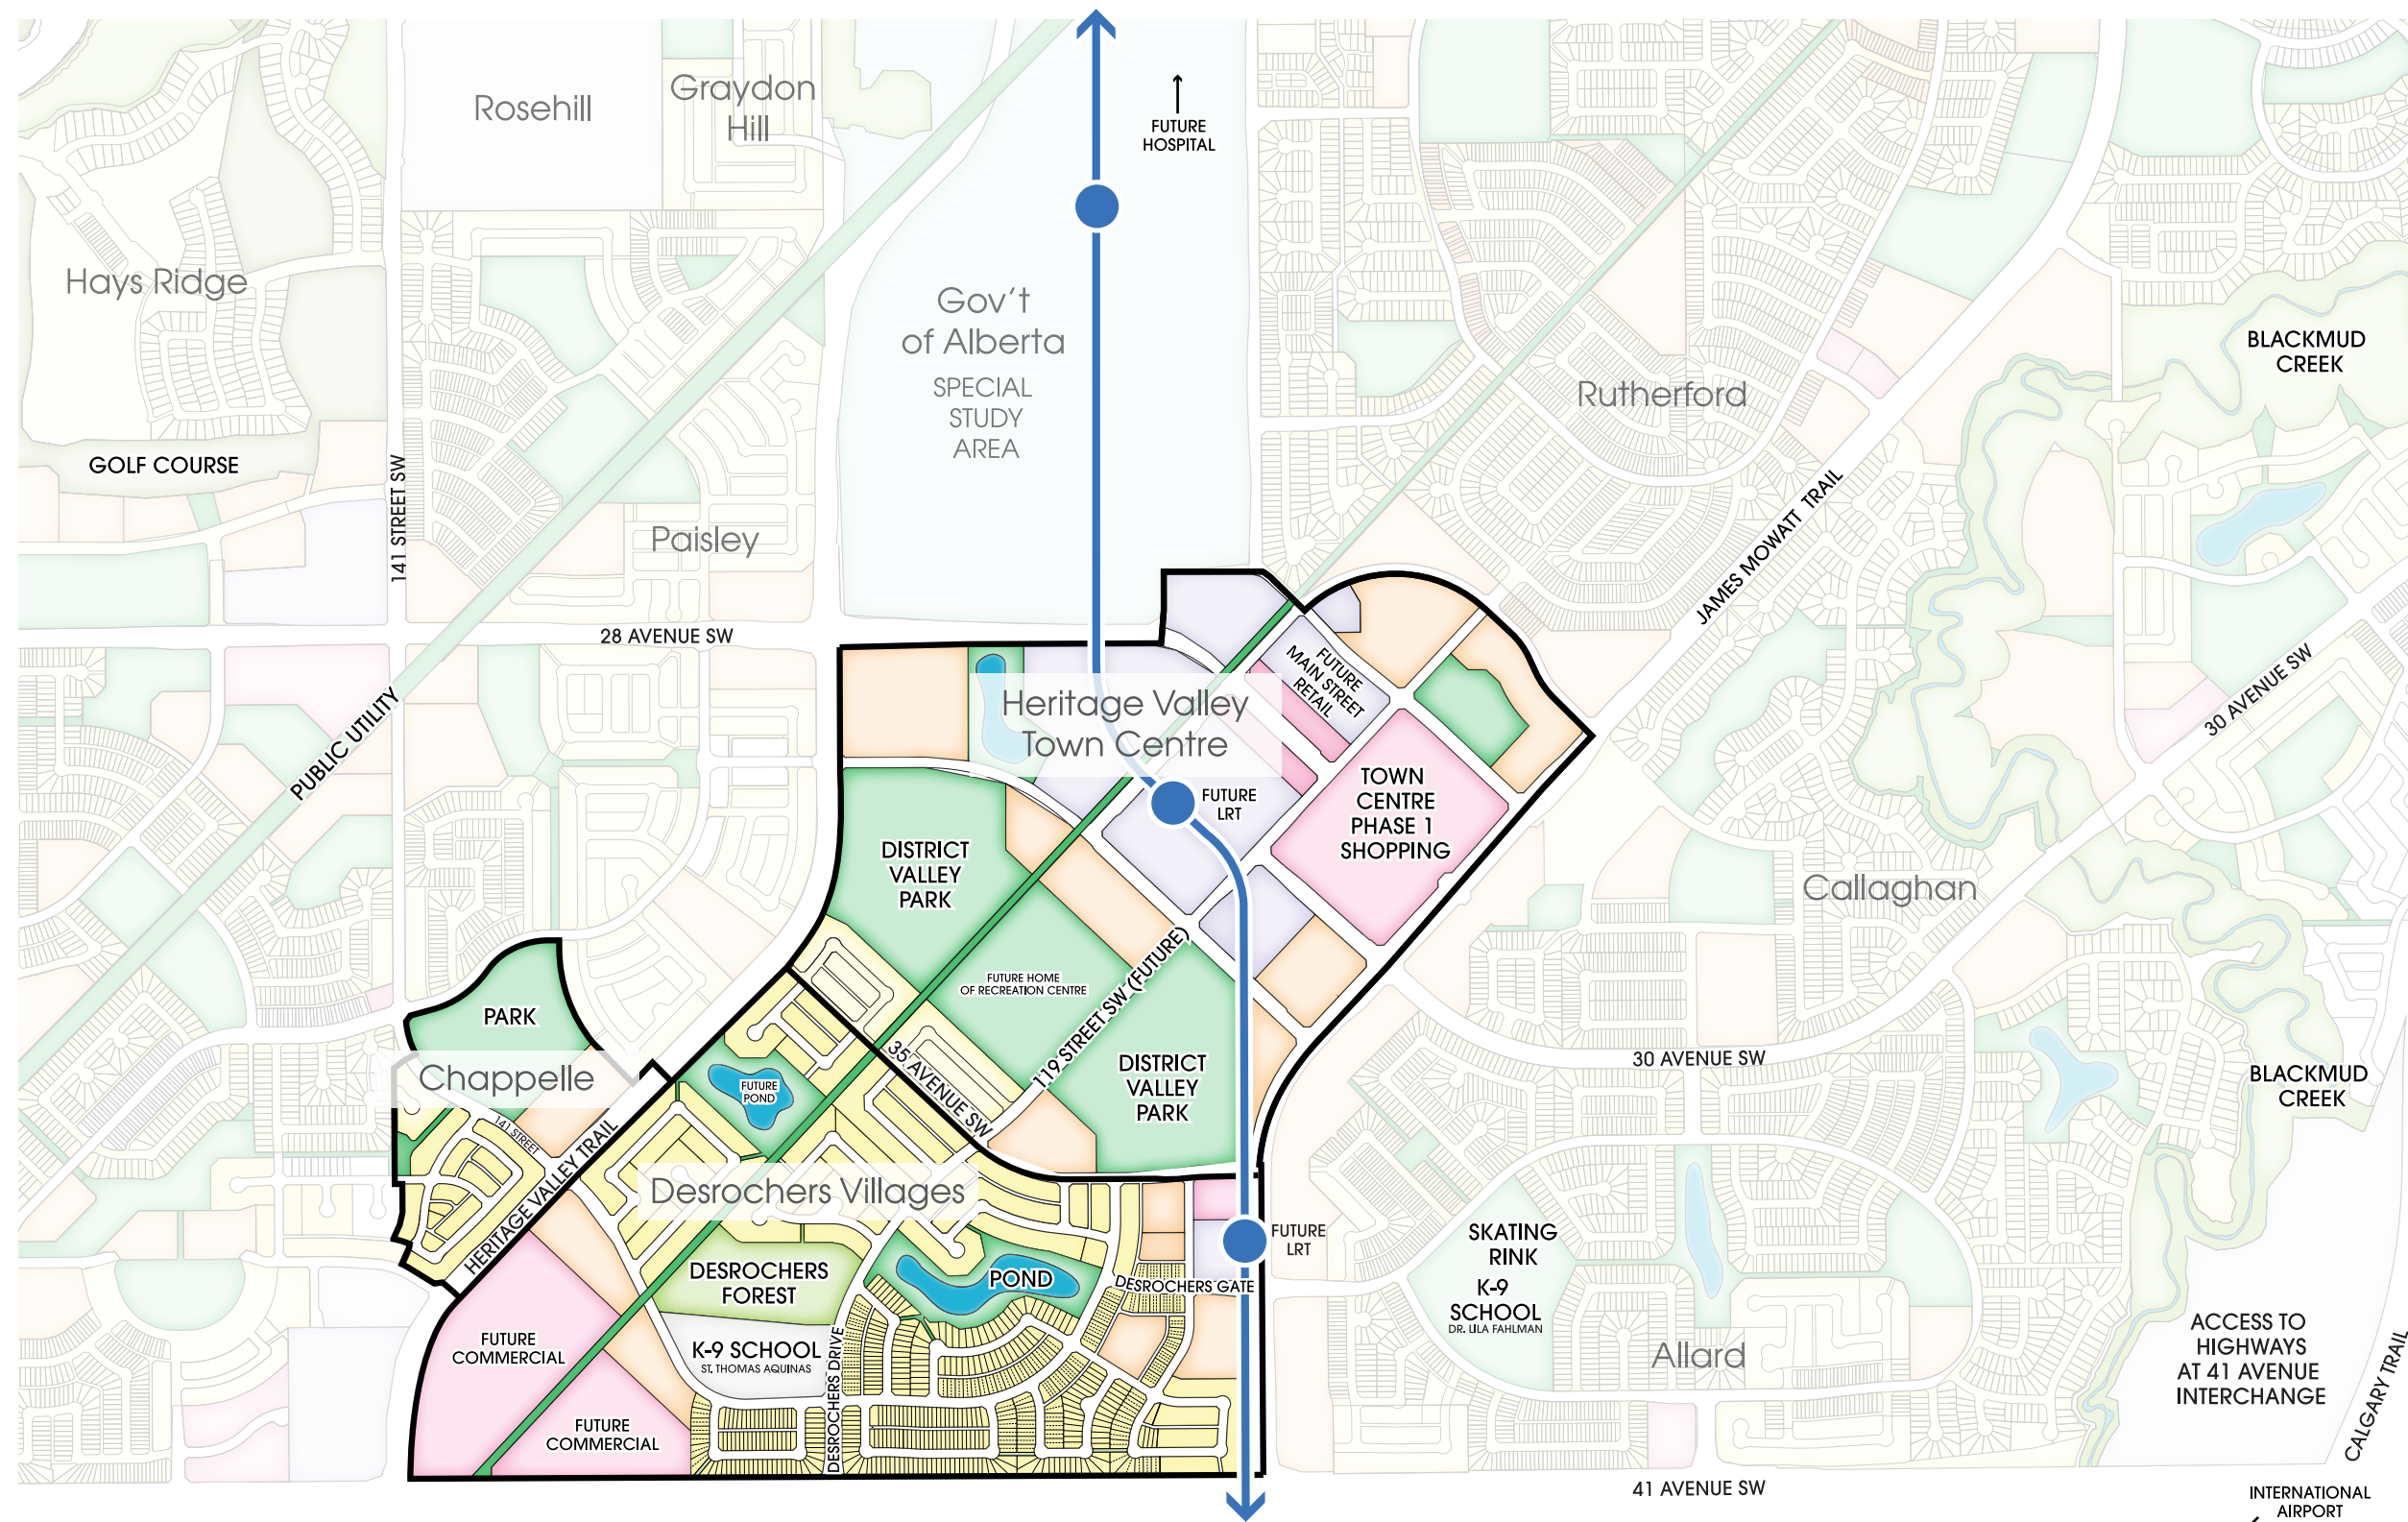 Rosehill
Graydon
Hill
FUTURE
HOSPITAL
Hays Ridge
Gov't
of Alberta
SPECIAL
STUDY
AREA
BLACKMUD
CREEK
Rutherford
GOLF COURSE
141 STREET SW
Paisley
JAMES MOWATT TRAIL
28 AVENUE SW
PUBLIC UTILITY
30 AVENUE SW
FUTURE
MAIN STREET
RETAIL
Heritage Valley
Town Centre
FUTURE
LRT
TOWN
CENTRE
PHASE 1
SHOPPING
DISTRICT
VALLEY
PARK
Callaghan
FUTURE HOME
OF RECREATION CENTRE
119 STREET SW (FUTURE)
PARK
Chappelle
35 AVENUE SW
30 AVENUE SW
FUTURE
POND
DISTRICT
VALLEY
PARK
BLACKMUD
CREEK
141 STREET
HERITAGE VALLEY TRAIL
Desrochers Villages
FUTURE
LRT
SKATING
RINK
K-9
SCHOOL
DR. LILA FAHLMAN
DESROCHERS
FOREST
POND
DESROCHERS GATE
FUTURE
COMMERCIAL
K-9 SCHOOL
ST. THOMAS AQUINAS
DESROCHERS DRIVE
Allard
ACCESS TO
HIGHWAYS
AT 41 AVENUE
INTERCHANGE
CALGARY TRAIL
FUTURE
COMMERCIAL
41 AVENUE SW
INTERNATIONAL
AIRPORT